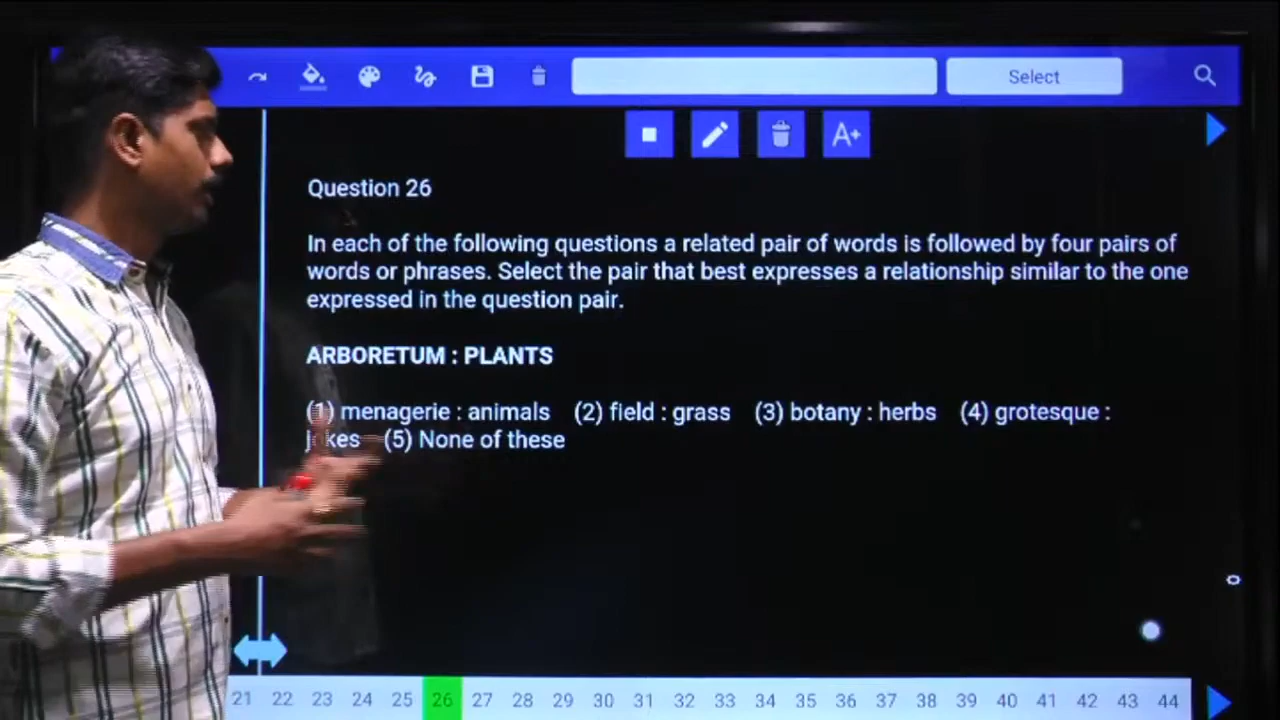 Select
A+
Question 26
In each of the following questions a related pair of words is followed by four pairs of
words or phrases. Select the pair that best expresses a relationship similar to the one
expressed in the question pair.
ARBORETUM : PLANTS
(1) menagerie : animals (2) field : grass (3) botany : herbs (4) grotesque :
jokes (5) None of these
21 22 23 24 25 26 27 28 29 30 31 32 33 34 35 36 37 38 39 40 41 42 43 44